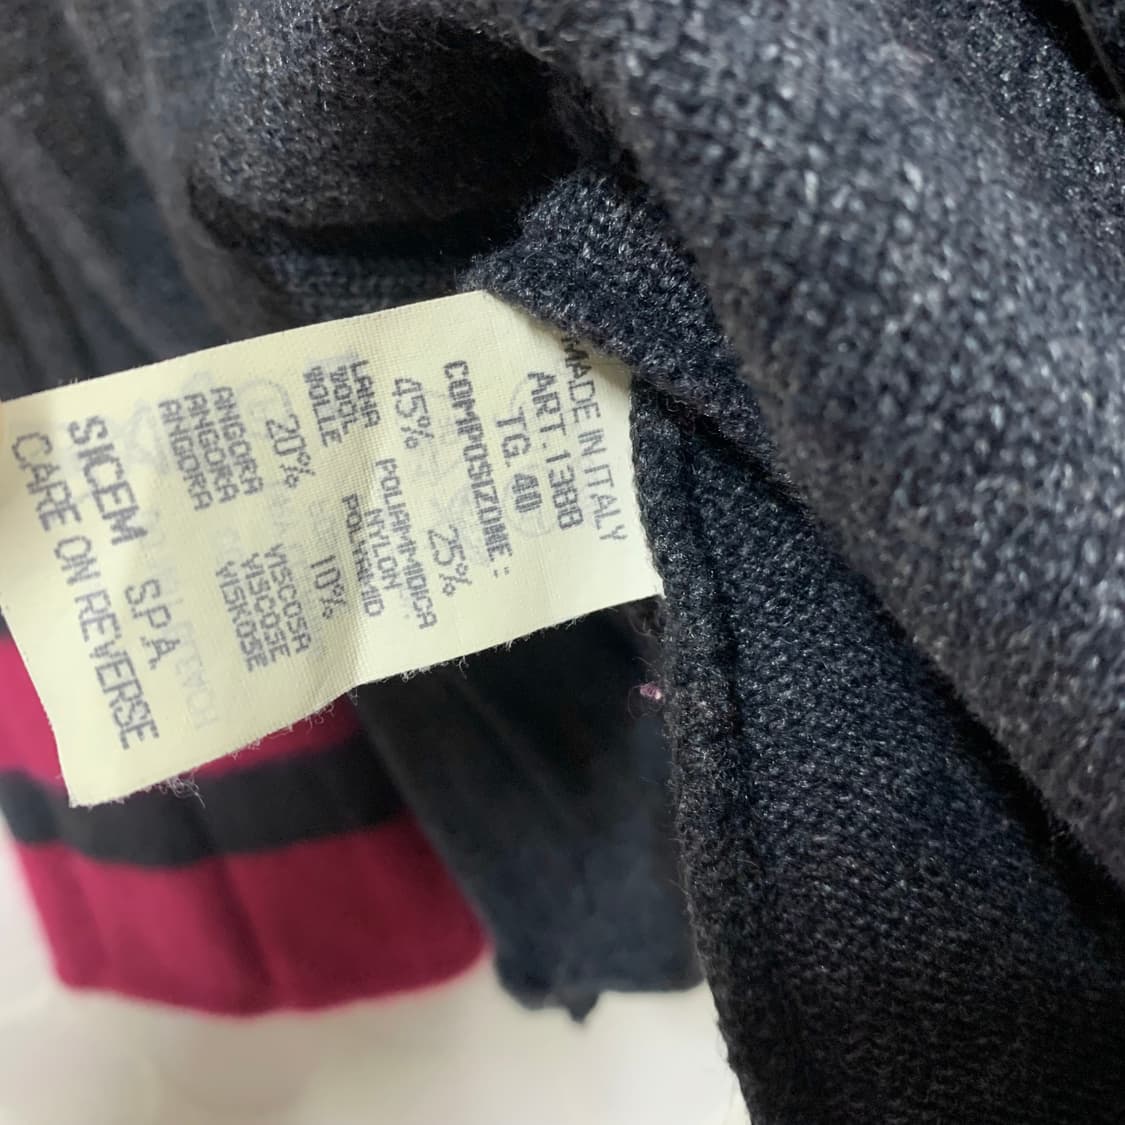 MADE IN ITALY
ART. 1388
TG. 40
COMPOSIZONE:
45% 25%
LANA POLIAMMIDICA
WOOL NYLON
WOLLE POLYAMID
20% 10%
ANGORA VISCOSA
ANGORA VISCOSE
ANGORA VISKOSE
SICEM S.P.A.
CARE ON REVERSE